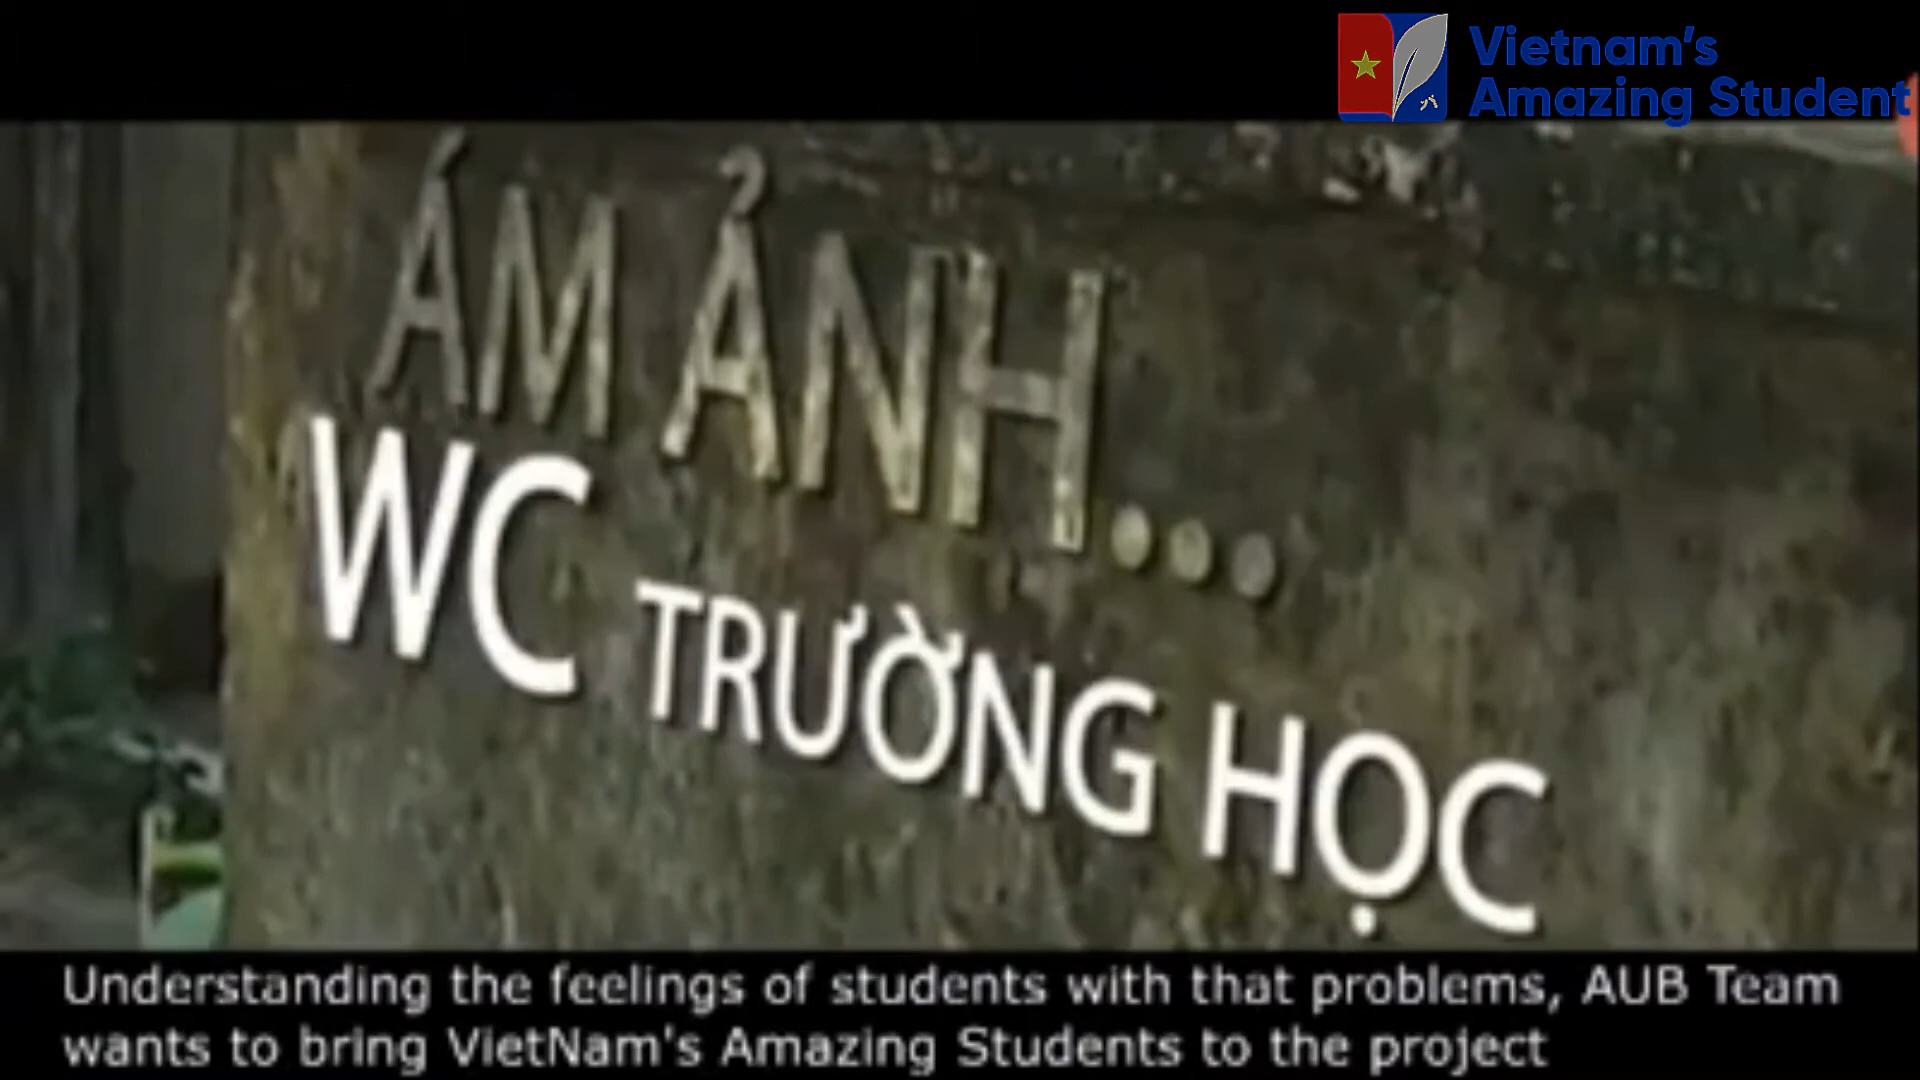 Vietnam's
Amazing Student
ÁM ẢNH...
WC TRƯỜNG HỌC
Understanding the feelings of students with that problems, AUB Team
wants to bring VietNam's Amazing Students to the project